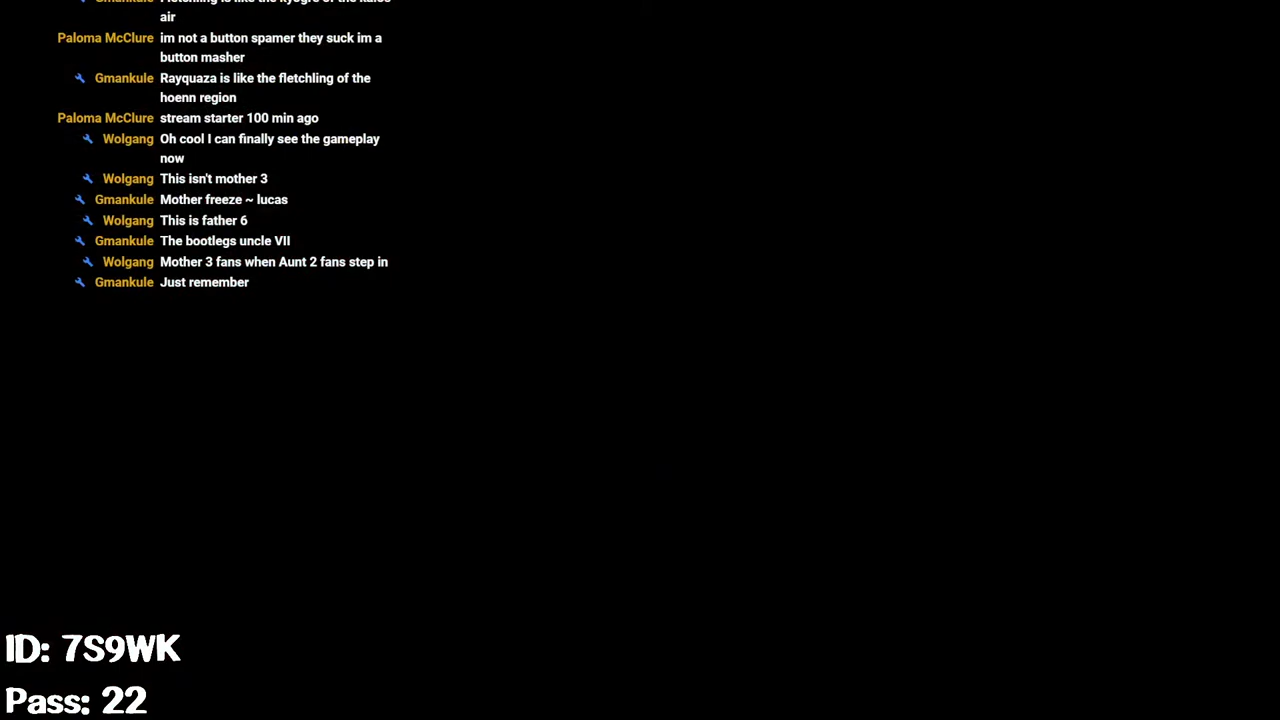 air
Paloma McClure im not a button spamer they suck im a
button masher
Gmankule Rayquaza is like the fletchling of the
hoenn region
Paloma McClure stream starter 100 min ago
Wolgang Oh cool I can finally see the gameplay
now
Wolgang This isn't mother 3
Gmankule Mother freeze ~ lucas
Wolgang This is father 6
Gmankule The bootlegs uncle VII
Wolgang Mother 3 fans when Aunt 2 fans step in
Gmankule Just remember
ID: 7S9WK
Pass: 22